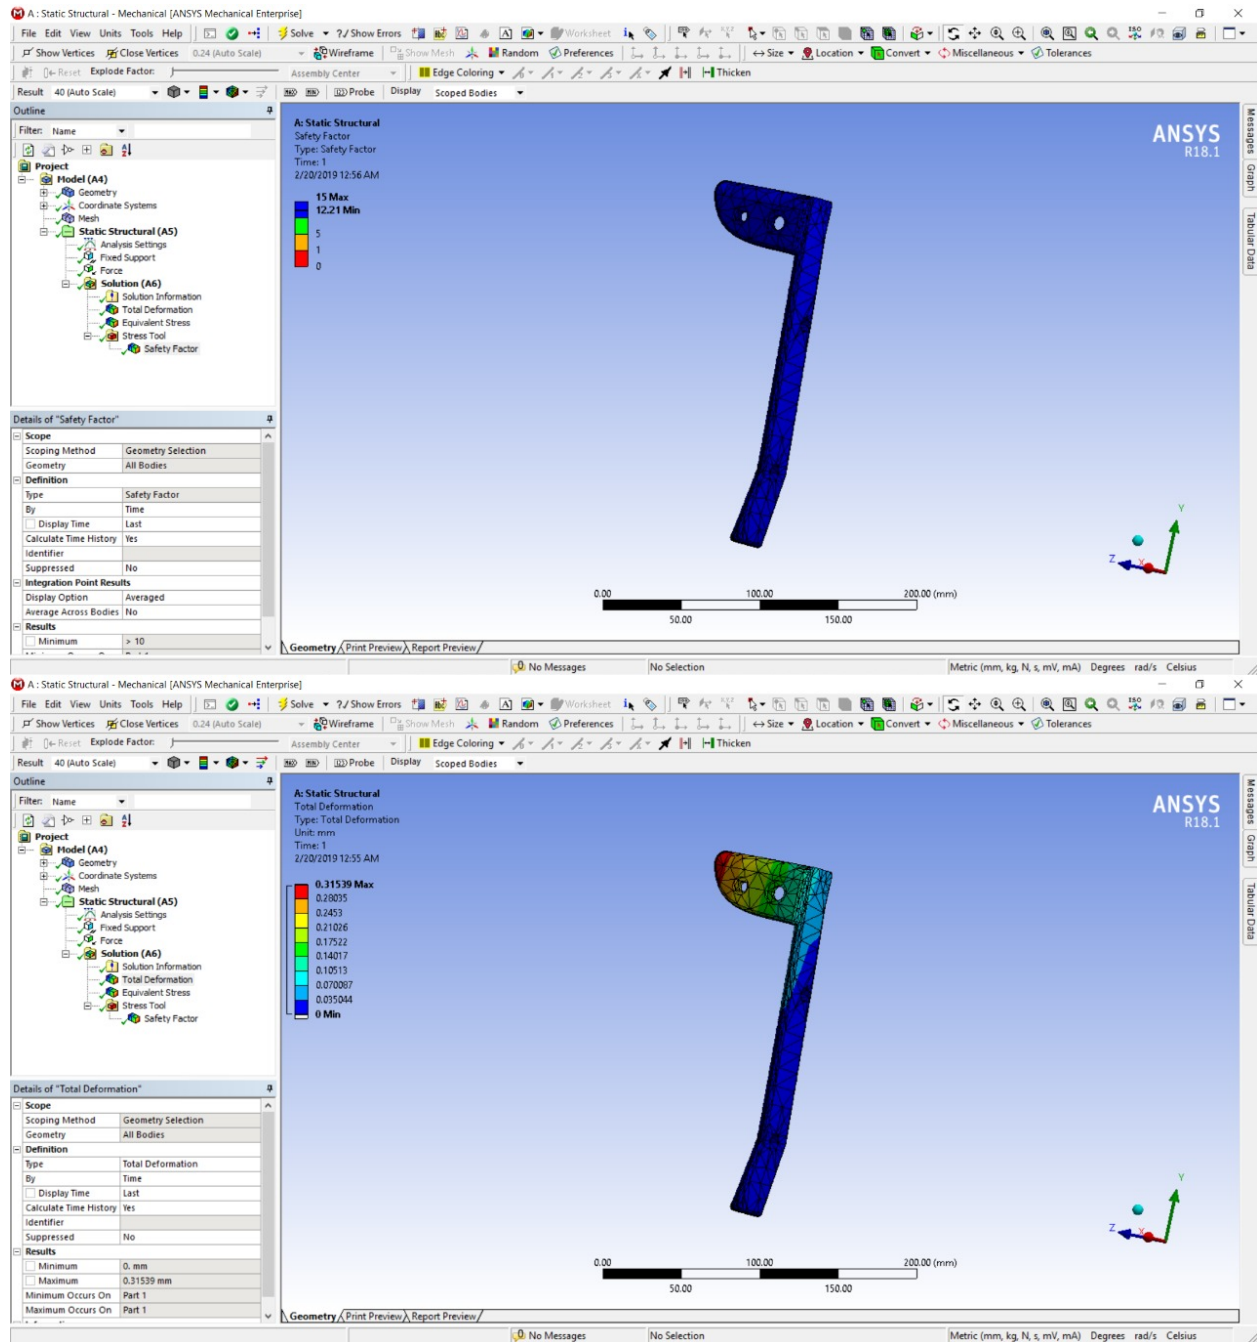 A : Static Structural - Mechanical [ANSYS Mechanical Enterprise]
File Edit View Units Tools Help Solve ?/ Show Errors Worksheet
Show Vertices Close Vertices 0.24 (Auto Scale) Wireframe Show Mesh Random Preferences Size Location Convert Miscellaneous Tolerances
Reset Explode Factor: Assembly Center Edge Coloring Thicken
Result 40 (Auto Scale) Probe Display Scoped Bodies
Outline
Filter: Name
Project
Model (A4)
Geometry
Coordinate Systems
Mesh
Static Structural (A5)
Analysis Settings
Fixed Support
Force
Solution (A6)
Solution Information
Total Deformation
Equivalent Stress
Stress Tool
Safety Factor
Details of "Safety Factor"
Scope
Scoping Method Geometry Selection
Geometry All Bodies
Definition
Type Safety Factor
By Time
Display Time Last
Calculate Time History Yes
Identifier
Suppressed No
Integration Point Results
Display Option Averaged
Average Across Bodies No
Results
Minimum > 10
A: Static Structural
Safety Factor
Type: Safety Factor
Time: 1
2/20/2019 12:56 AM
15 Max
12.21 Min
5
1
0
ANSYS
R18.1
Messages
Graph
Tabular Data
Y
Z
X
0.00 100.00 200.00 (mm)
50.00 150.00
Geometry Print Preview Report Preview
No Messages No Selection Metric (mm, kg, N, s, mV, mA) Degrees rad/s Celsius
A : Static Structural - Mechanical [ANSYS Mechanical Enterprise]
File Edit View Units Tools Help Solve ?/ Show Errors Worksheet
Show Vertices Close Vertices 0.24 (Auto Scale) Wireframe Show Mesh Random Preferences Size Location Convert Miscellaneous Tolerances
Reset Explode Factor: Assembly Center Edge Coloring Thicken
Result 40 (Auto Scale) Probe Display Scoped Bodies
Outline
Filter: Name
Project
Model (A4)
Geometry
Coordinate Systems
Mesh
Static Structural (A5)
Analysis Settings
Fixed Support
Force
Solution (A6)
Solution Information
Total Deformation
Equivalent Stress
Stress Tool
Safety Factor
Details of "Total Deformation"
Scope
Scoping Method Geometry Selection
Geometry All Bodies
Definition
Type Total Deformation
By Time
Display Time Last
Calculate Time History Yes
Identifier
Suppressed No
Results
Minimum 0. mm
Maximum 0.31539 mm
Minimum Occurs On Part 1
Maximum Occurs On Part 1
A: Static Structural
Total Deformation
Type: Total Deformation
Unit: mm
Time: 1
2/20/2019 12:55 AM
0.31539 Max
0.28035
0.2453
0.21026
0.17522
0.14017
0.10513
0.070087
0.035044
0 Min
ANSYS
R18.1
Messages
Graph
Tabular Data
Y
Z
X
0.00 100.00 200.00 (mm)
50.00 150.00
Geometry Print Preview Report Preview
No Messages No Selection Metric (mm, kg, N, s, mV, mA) Degrees rad/s Celsius